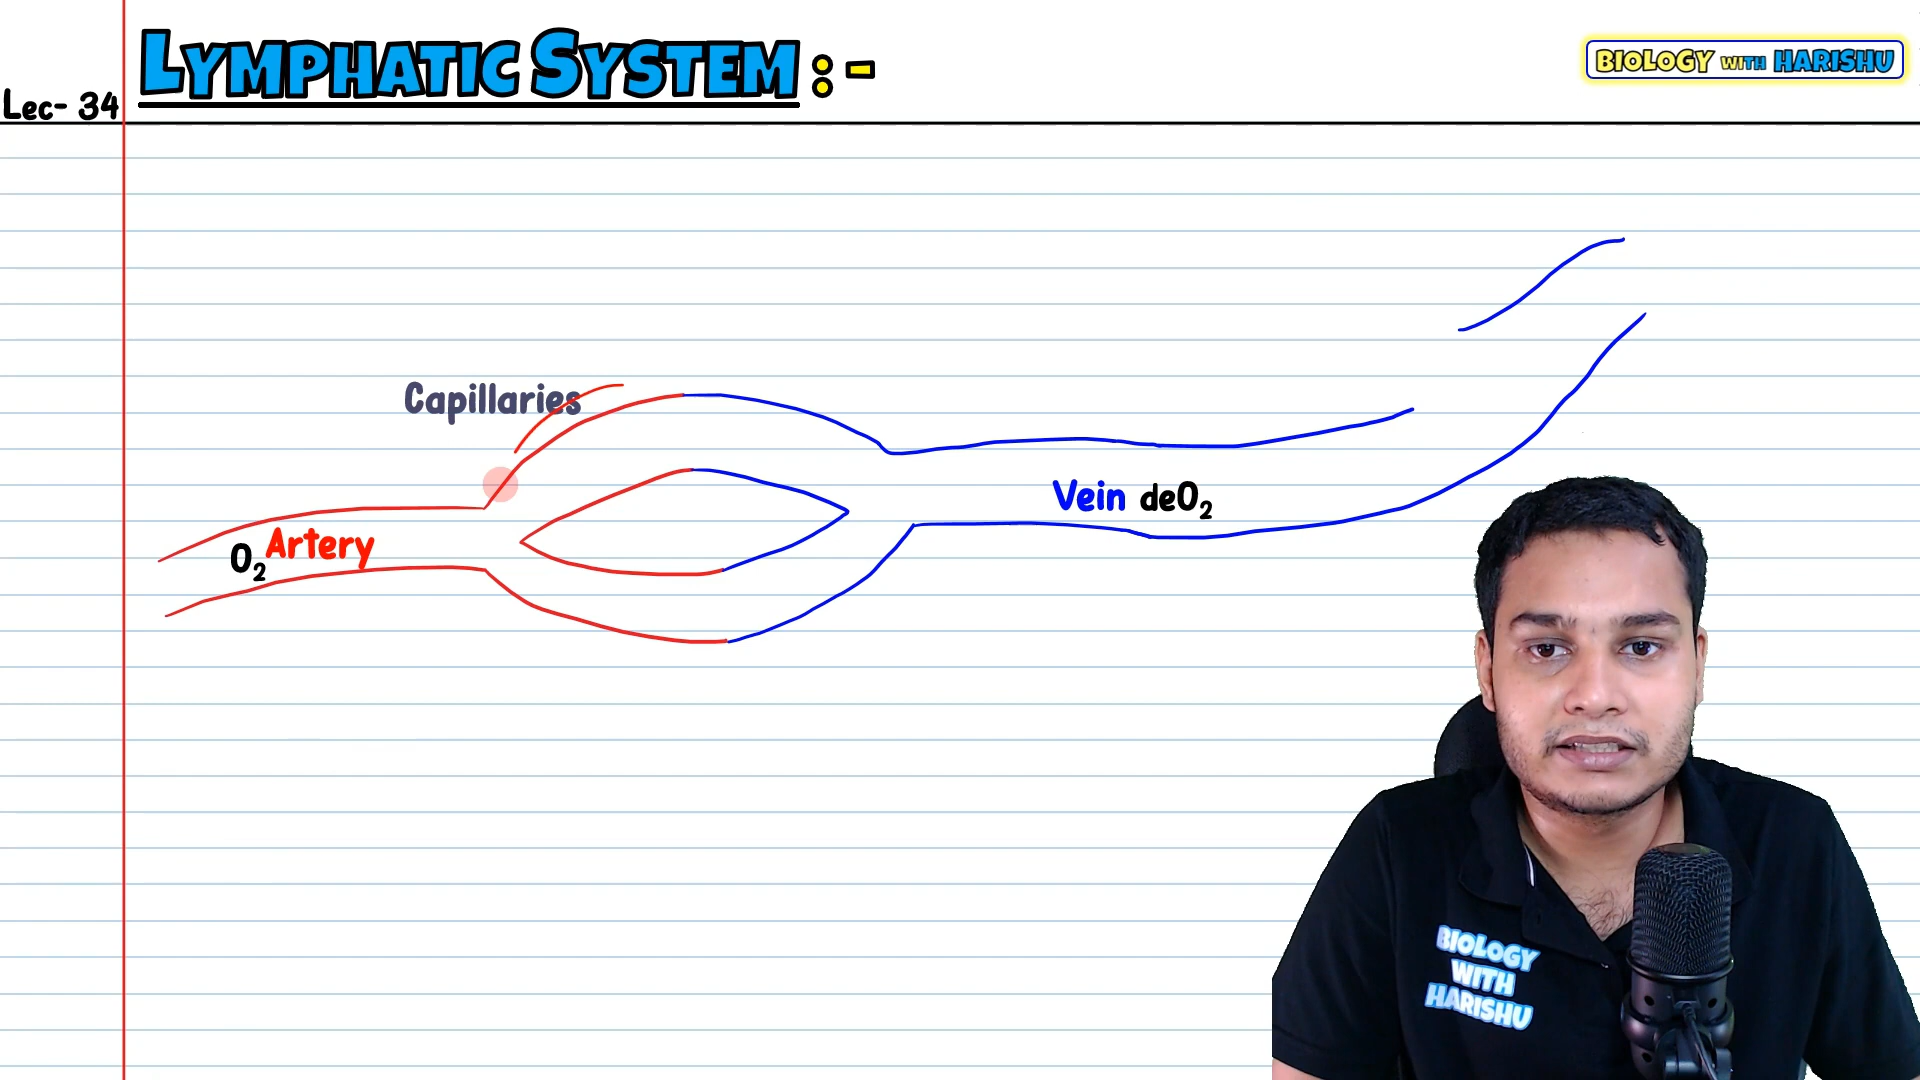 LYMPHATIC SYSTEM :-
BIOLOGY WITH HARISHU
Lec- 34
Capillaries
Vein deO₂
O₂ Artery
BIOLOGY
WITH
HARISHU